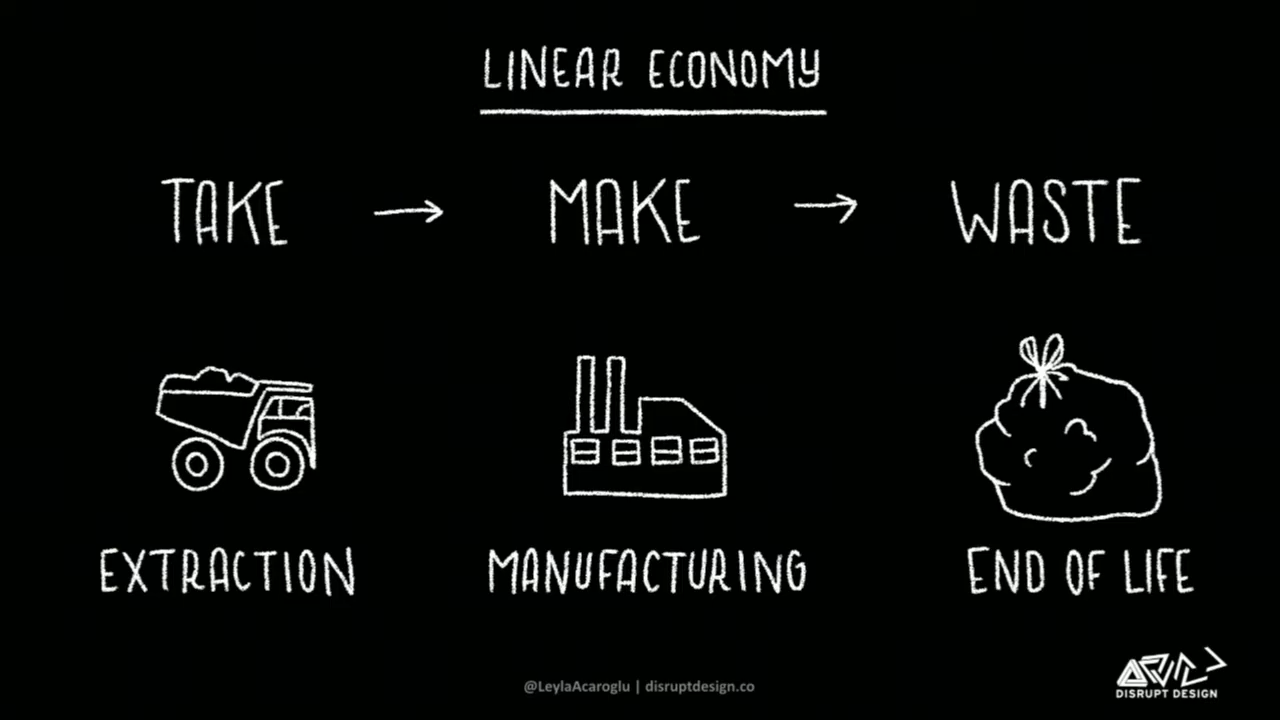 LINEAR ECONOMY
TAKE → MAKE → WASTE
EXTRACTION MANUFACTURING END OF LIFE
@LeylaAcaroglu | disruptdesign.co
DISRUPT DESIGN